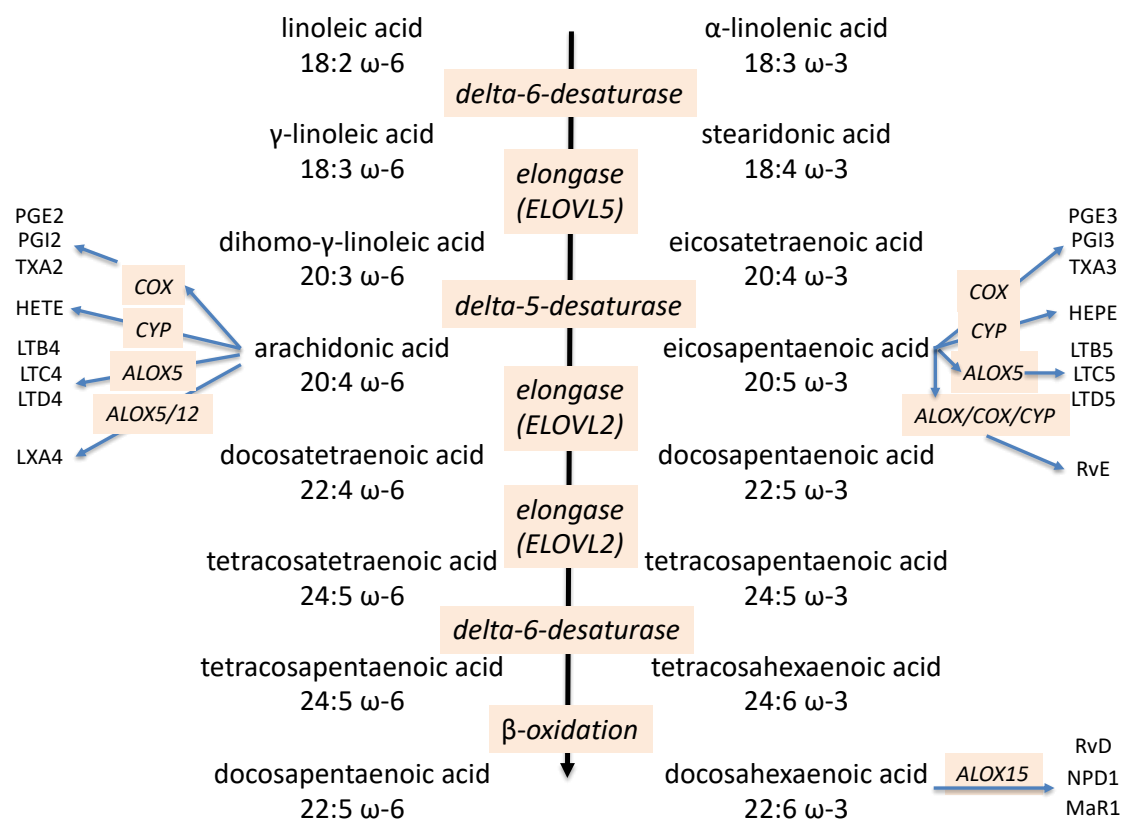 linoleic acid
18:2 ω-6
α-linolenic acid
18:3 ω-3
delta-6-desaturase
γ-linoleic acid
18:3 ω-6
stearidonic acid
18:4 ω-3
elongase
(ELOVL5)
dihomo-γ-linoleic acid
20:3 ω-6
eicosatetraenoic acid
20:4 ω-3
delta-5-desaturase
PGE2
PGI2
TXA2
HETE
LTB4
LTC4
LTD4
LXA4
COX
CYP
ALOX5
ALOX5/12
arachidonic acid
20:4 ω-6
eicosapentaenoic acid
20:5 ω-3
COX
CYP
ALOX5
ALOX/COX/CYP
PGE3
PGI3
TXA3
HEPE
LTB5
LTC5
LTD5
RvE
elongase
(ELOVL2)
docosatetraenoic acid
22:4 ω-6
docosapentaenoic acid
22:5 ω-3
elongase
(ELOVL2)
tetracosatetraenoic acid
24:5 ω-6
tetracosapentaenoic acid
24:5 ω-3
delta-6-desaturase
tetracosapentaenoic acid
24:5 ω-6
tetracosahexaenoic acid
24:6 ω-3
β-oxidation
docosapentaenoic acid
22:5 ω-6
docosahexaenoic acid
22:6 ω-3
ALOX15
RvD
NPD1
MaR1